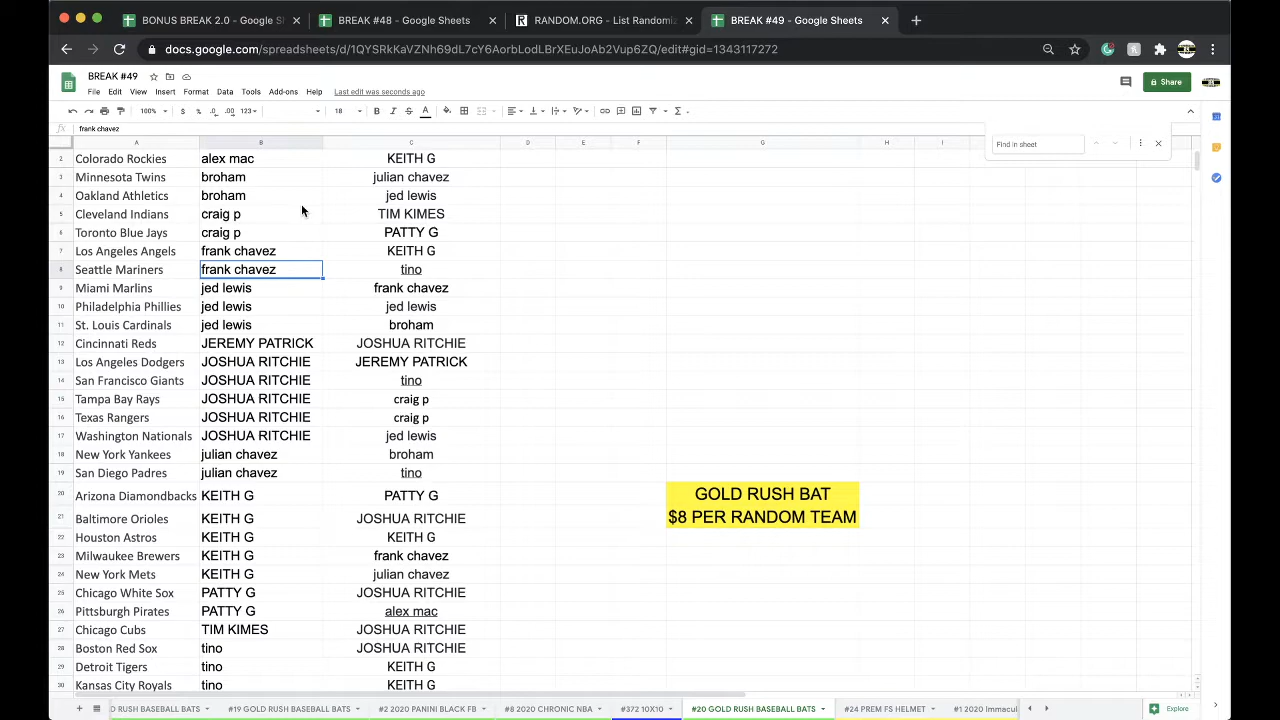 BONUS BREAK 2.0 - Google S
BREAK #48 - Google Sheets
RANDOM.ORG - List Randomiz
BREAK #49 - Google Sheets
docs.google.com/spreadsheets/d/1QYSRkKaVZNh69dL7cY6AorbLodLBrXEuJoAb2Vup6ZQ/edit#gid=1343117272
BREAK #49
File Edit View Insert Format Data Tools Add-ons Help Last edit was seconds ago
Share
100% $ % .0 .00 123 18 B I S A
fx frank chavez
Find in sheet
A B C D E F G H I
2 Colorado Rockies alex mac KEITH G
3 Minnesota Twins broham julian chavez
4 Oakland Athletics broham jed lewis
5 Cleveland Indians craig p TIM KIMES
6 Toronto Blue Jays craig p PATTY G
7 Los Angeles Angels frank chavez KEITH G
8 Seattle Mariners frank chavez tino
9 Miami Marlins jed lewis frank chavez
10 Philadelphia Phillies jed lewis jed lewis
11 St. Louis Cardinals jed lewis broham
12 Cincinnati Reds JEREMY PATRICK JOSHUA RITCHIE
13 Los Angeles Dodgers JOSHUA RITCHIE JEREMY PATRICK
14 San Francisco Giants JOSHUA RITCHIE tino
15 Tampa Bay Rays JOSHUA RITCHIE craig p
16 Texas Rangers JOSHUA RITCHIE craig p
17 Washington Nationals JOSHUA RITCHIE jed lewis
18 New York Yankees julian chavez broham
19 San Diego Padres julian chavez tino
20 Arizona Diamondbacks KEITH G PATTY G GOLD RUSH BAT
21 Baltimore Orioles KEITH G JOSHUA RITCHIE $8 PER RANDOM TEAM
22 Houston Astros KEITH G KEITH G
23 Milwaukee Brewers KEITH G frank chavez
24 New York Mets KEITH G julian chavez
25 Chicago White Sox PATTY G JOSHUA RITCHIE
26 Pittsburgh Pirates PATTY G alex mac
27 Chicago Cubs TIM KIMES JOSHUA RITCHIE
28 Boston Red Sox tino JOSHUA RITCHIE
29 Detroit Tigers tino KEITH G
30 Kansas City Royals tino KEITH G
D RUSH BASEBALL BATS #19 GOLD RUSH BASEBALL BATS #2 2020 PANINI BLACK FB #8 2020 CHRONIC NBA #372 10X10 #20 GOLD RUSH BASEBALL BATS #24 PREM FS HELMET #1 2020 Immacul Explore